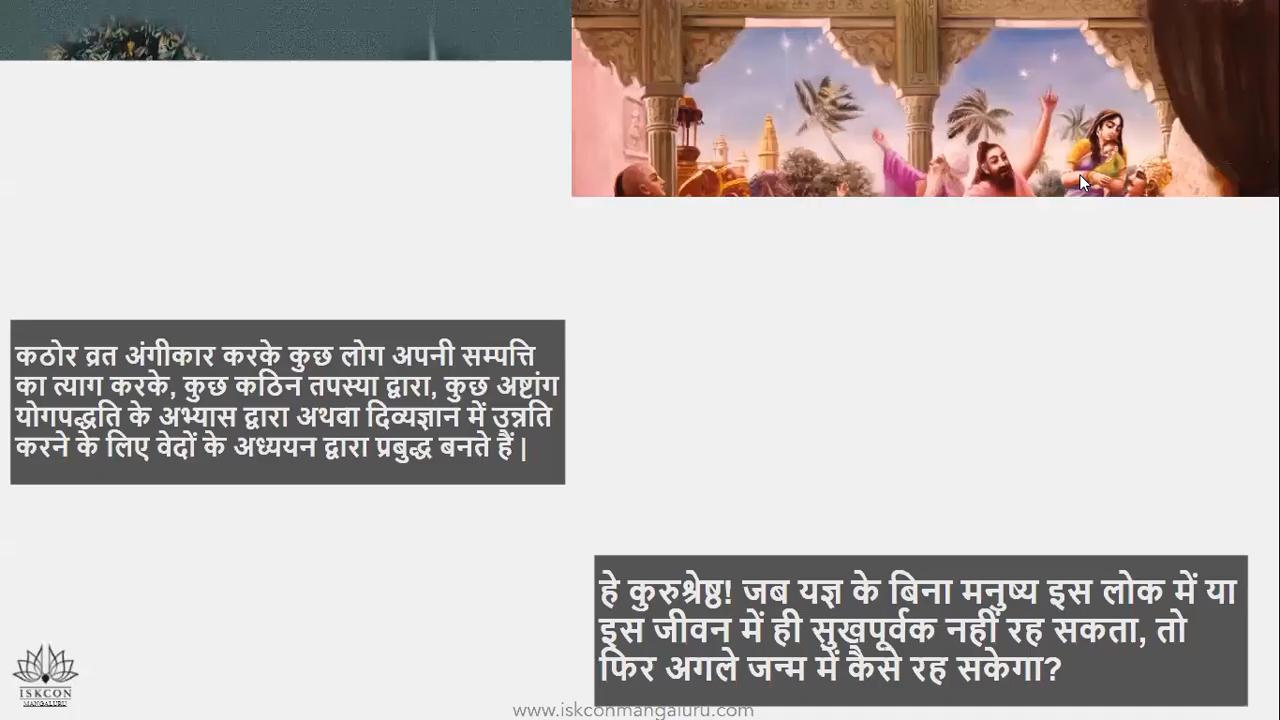 कठोर व्रत अंगीकार करके कुछ लोग अपनी सम्पत्ति
का त्याग करके, कुछ कठिन तपस्या द्वारा, कुछ अष्टांग
योगपद्धति के अभ्यास द्वारा अथवा दिव्यज्ञान में उन्नति
करने के लिए वेदों के अध्ययन द्वारा प्रबुद्ध बनते हैं |
हे कुरुश्रेष्ठ! जब यज्ञ के बिना मनुष्य इस लोक में या
इस जीवन में ही सुखपूर्वक नहीं रह सकता, तो
फिर अगले जन्म में कैसे रह सकेगा?
ISKCON
MANGALURU
www.iskconmangaluru.com